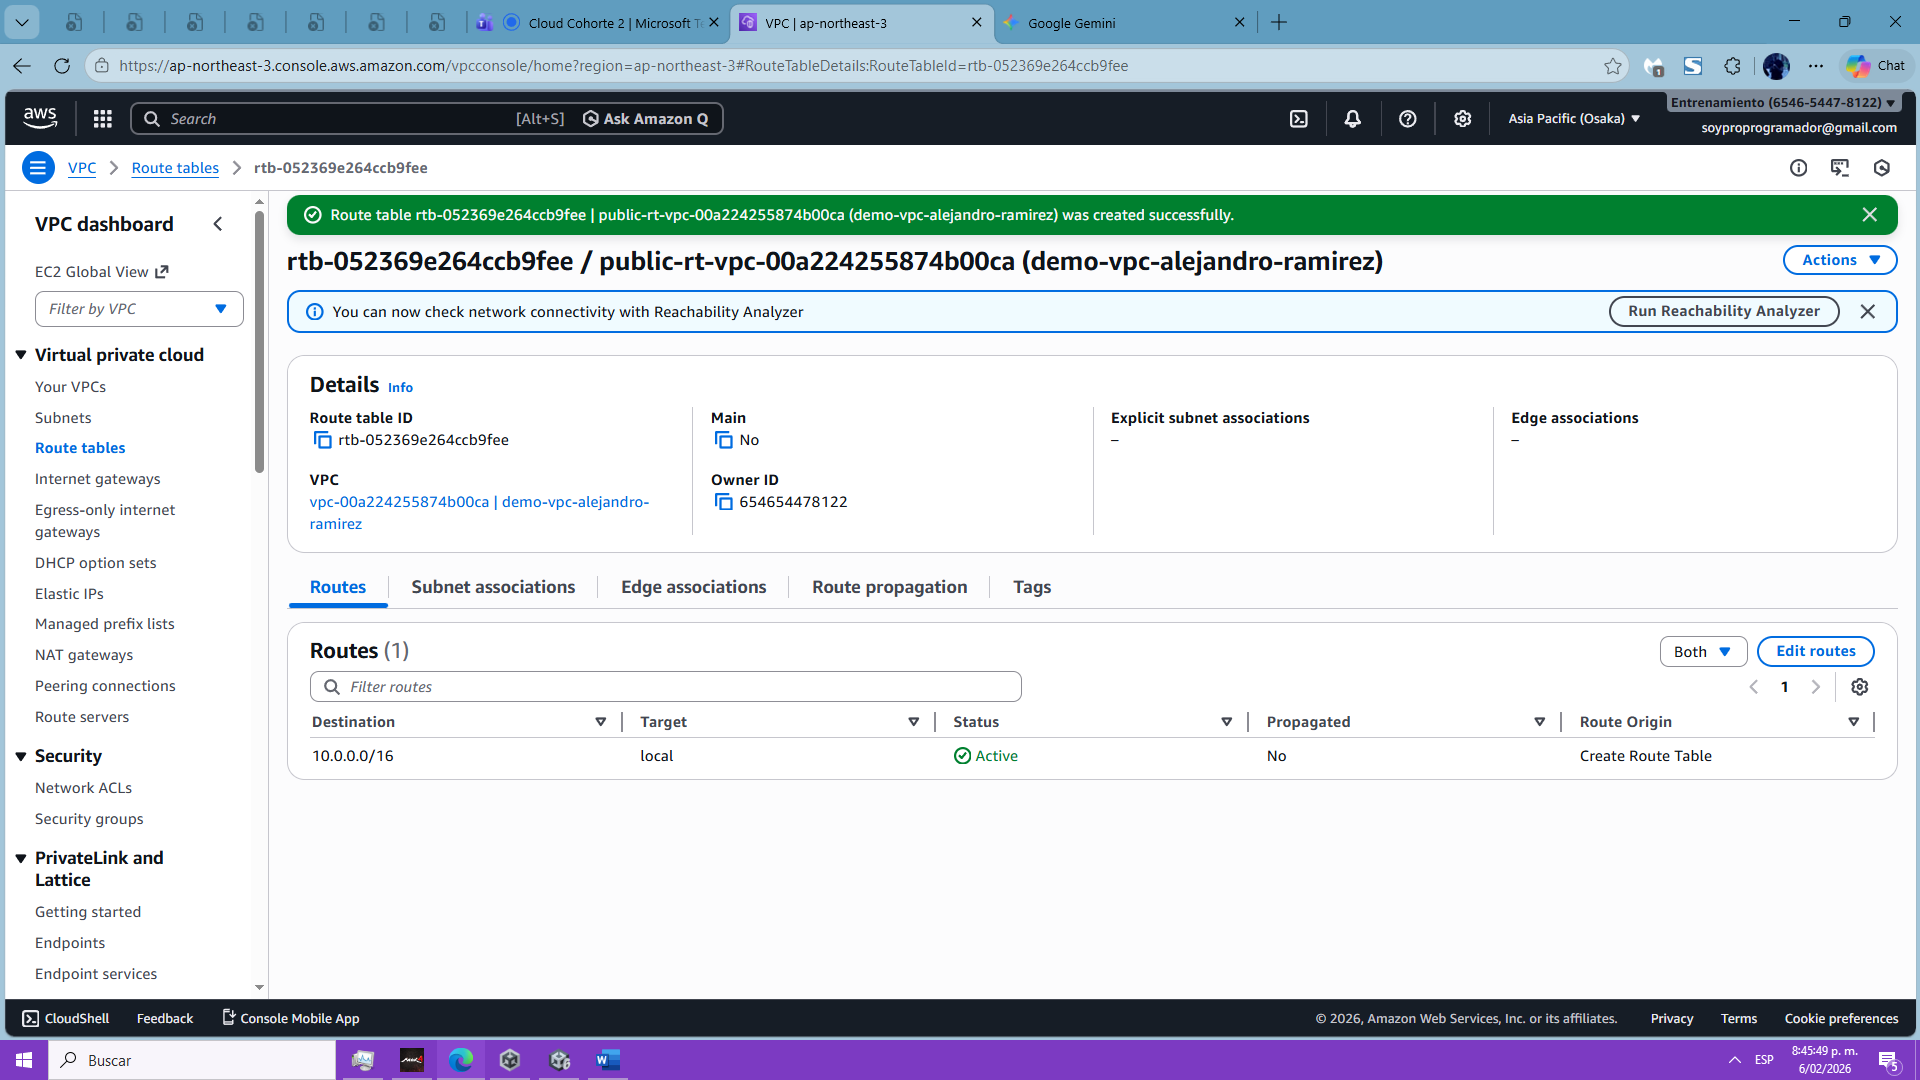 Cloud Cohorte 2 | Microsoft Te
VPC | ap-northeast-3
Google Gemini
https://ap-northeast-3.console.aws.amazon.com/vpcconsole/home?region=ap-northeast-3#RouteTableDetails:RouteTableId=rtb-052369e264ccb9fee
1
Chat
aws
Search
[Alt+S]
Ask Amazon Q
Asia Pacific (Osaka)
Entrenamiento (6546-5447-8122)
soyproprogramador@gmail.com
VPC
Route tables
rtb-052369e264ccb9fee
VPC dashboard
EC2 Global View
Filter by VPC
Virtual private cloud
Your VPCs
Subnets
Route tables
Internet gateways
Egress-only internet
gateways
DHCP option sets
Elastic IPs
Managed prefix lists
NAT gateways
Peering connections
Route servers
Security
Network ACLs
Security groups
PrivateLink and
Lattice
Getting started
Endpoints
Endpoint services
Route table rtb-052369e264ccb9fee | public-rt-vpc-00a224255874b00ca (demo-vpc-alejandro-ramirez) was created successfully.
rtb-052369e264ccb9fee / public-rt-vpc-00a224255874b00ca (demo-vpc-alejandro-ramirez)
Actions
You can now check network connectivity with Reachability Analyzer
Run Reachability Analyzer
Details Info
Route table ID
rtb-052369e264ccb9fee
VPC
vpc-00a224255874b00ca | demo-vpc-alejandro-
ramirez
Main
No
Owner ID
654654478122
Explicit subnet associations
–
Edge associations
–
Routes
Subnet associations
Edge associations
Route propagation
Tags
Routes (1)
Both
Edit routes
Filter routes
1
Destination
Target
Status
Propagated
Route Origin
10.0.0.0/16
local
Active
No
Create Route Table
CloudShell
Feedback
Console Mobile App
© 2026, Amazon Web Services, Inc. or its affiliates.
Privacy
Terms
Cookie preferences
Buscar
ESP
8:45:49 p. m.
6/02/2026
5